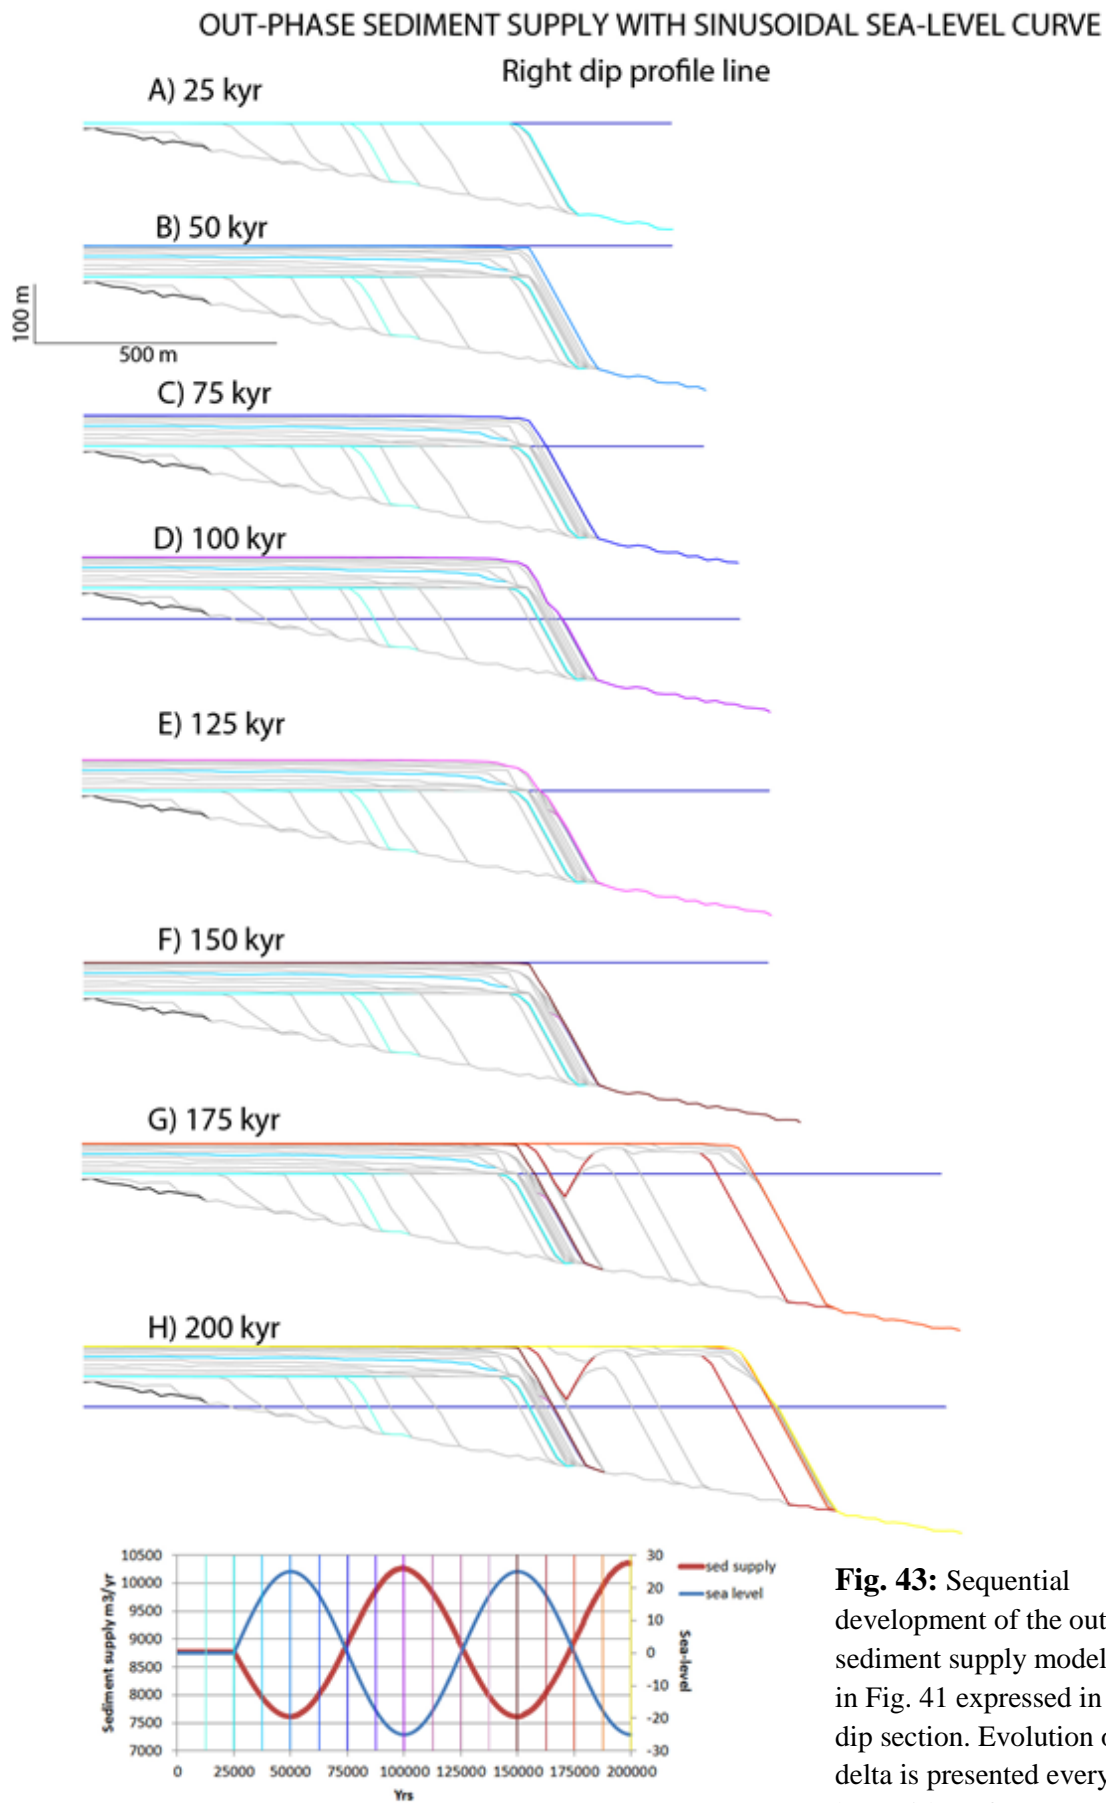 OUT-PHASE SEDIMENT SUPPLY WITH SINUSOIDAL SEA-LEVEL CURVE
Right dip profile line
A) 25 kyr
B) 50 kyr
100 m
500 m
C) 75 kyr
D) 100 kyr
E) 125 kyr
F) 150 kyr
G) 175 kyr
H) 200 kyr
Sediment supply m3/yr
10500
10000
9500
9000
8500
8000
7500
7000
30
20
10
0
-10
-20
-30
Sea-level
0 25000 50000 75000 100000 125000 150000 175000 200000
Yrs
sed supply
sea level
Fig. 43: Sequential
development of the out
sediment supply model
in Fig. 41 expressed in
dip section. Evolution o
delta is presented every